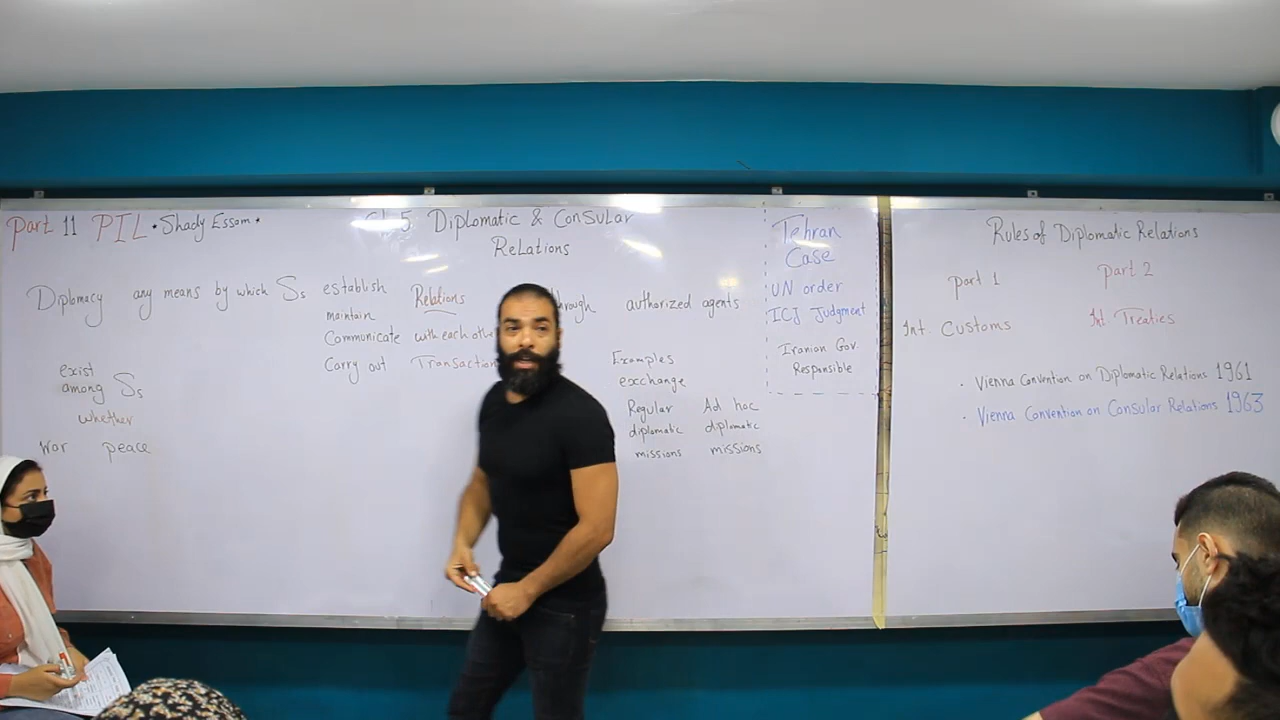 Part 11 PIL • Shady Essam •
Ch 5 Diplomatic & Consular
Relations
Diplomacy any means by which Ss establish Relations through authorized agents
maintain
Communicate with each other
Carry out Transaction
exist
among Ss
whether
War peace
Examples
exchange
Regular Ad hoc
diplomatic diplomatic
missions missions
Tehran
Case
UN order
ICJ Judgment
Iranian Gov.
Responsible
Rules of Diplomatic Relations
part 1 part 2
Int. Customs Int. Treaties
• Vienna Convention on Diplomatic Relations 1961
• Vienna Convention on Consular Relations 1963